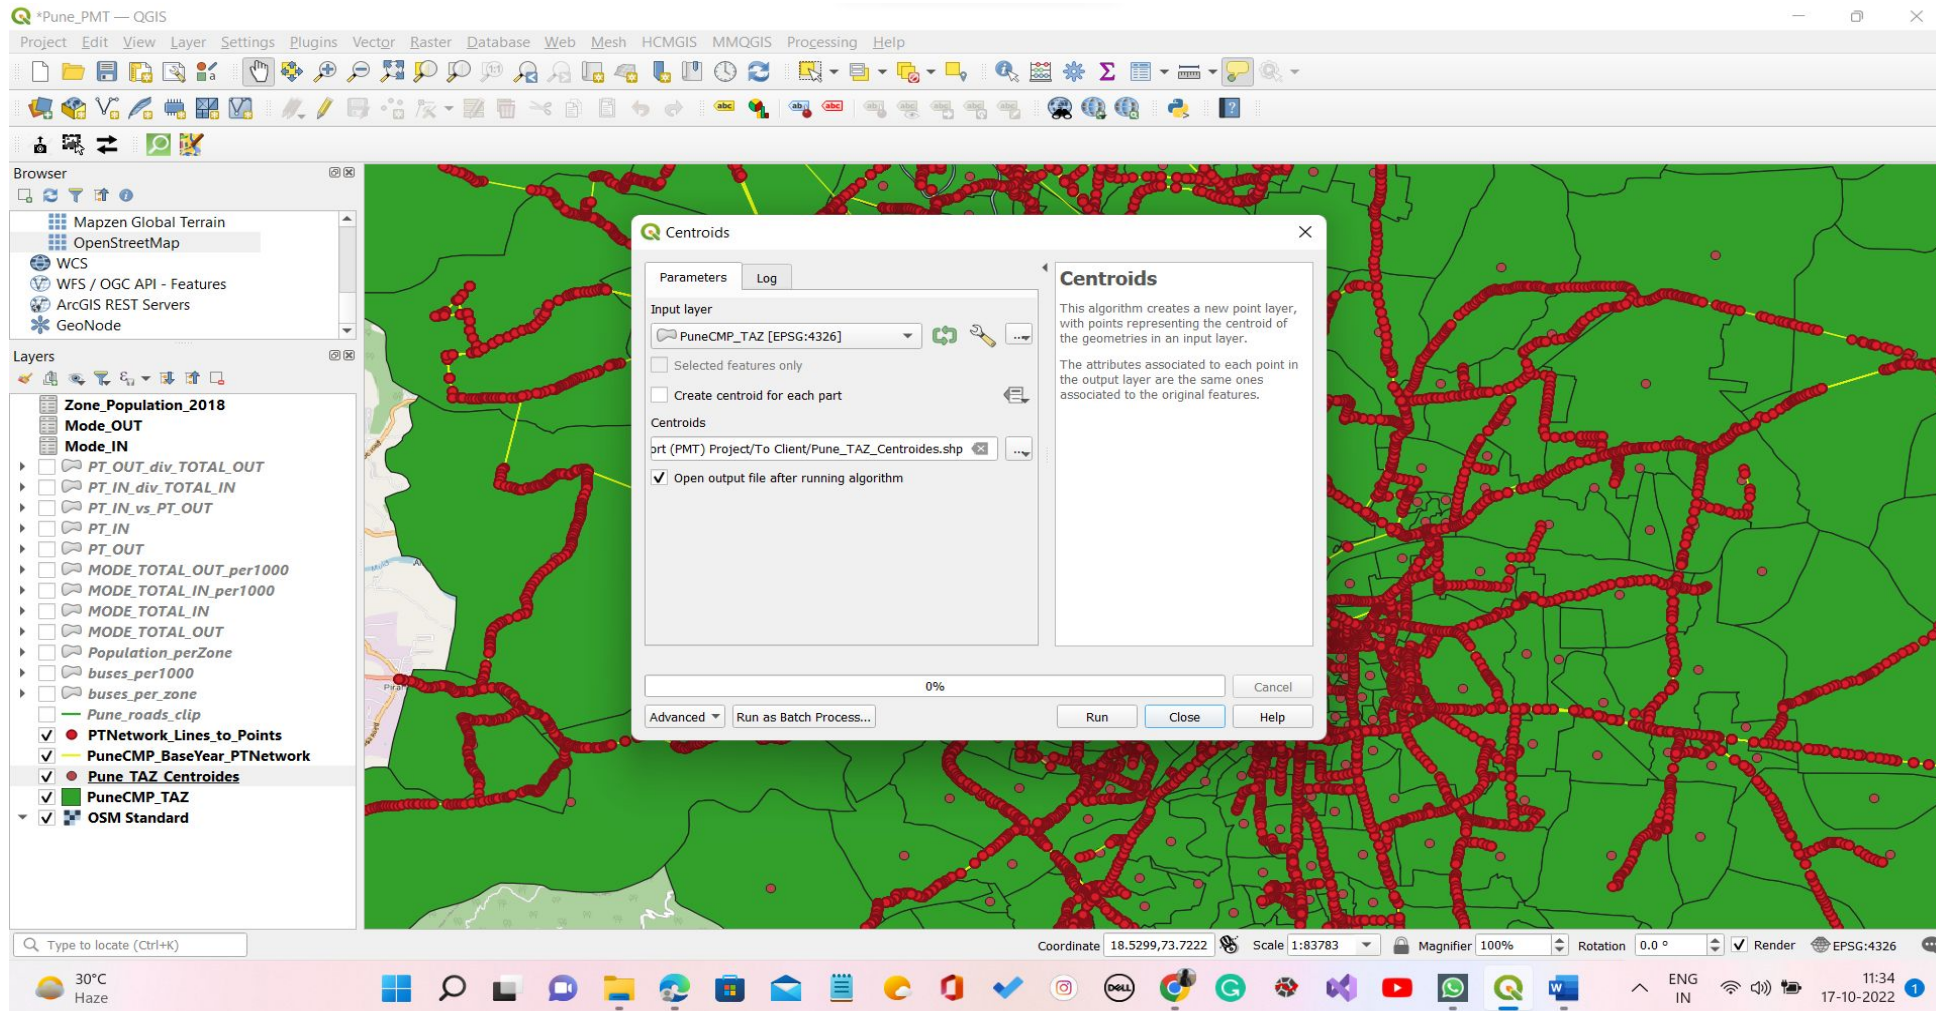 *Pune_PMT — QGIS
Project Edit View Layer Settings Plugins Vector Raster Database Web Mesh HCMGIS MMQGIS Processing Help
Browser
Mapzen Global Terrain
OpenStreetMap
WCS
WFS / OGC API - Features
ArcGIS REST Servers
GeoNode
Layers
Zone_Population_2018
Mode_OUT
Mode_IN
PT_OUT_div_TOTAL_OUT
PT_IN_div_TOTAL_IN
PT_IN_vs_PT_OUT
PT_IN
PT_OUT
MODE_TOTAL_OUT_per1000
MODE_TOTAL_IN_per1000
MODE_TOTAL_IN
MODE_TOTAL_OUT
Population_perZone
buses_per1000
buses_per_zone
Pune_roads_clip
PTNetwork_Lines_to_Points
PuneCMP_BaseYear_PTNetwork
Pune_TAZ_Centroides
PuneCMP_TAZ
OSM Standard
Centroids
Parameters Log
Input layer
PuneCMP_TAZ [EPSG:4326]
Selected features only
Create centroid for each part
Centroids
ort (PMT) Project/To Client/Pune_TAZ_Centroides.shp
Open output file after running algorithm
Centroids
This algorithm creates a new point layer,
with points representing the centroid of
the geometries in an input layer.
The attributes associated to each point in
the output layer are the same ones
associated to the original features.
0%
Cancel
Advanced Run as Batch Process... Run Close Help
Type to locate (Ctrl+K)
Coordinate 18.5299,73.7222 Scale 1:83783 Magnifier 100% Rotation 0.0 ° Render EPSG:4326
30°C
Haze
DELL
ENG
IN
11:34
17-10-2022
1